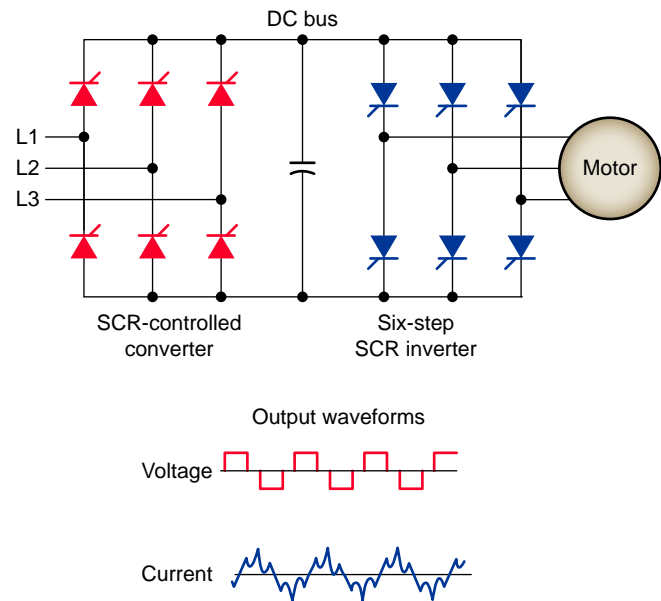 DC bus
L1
L2
L3
Motor
SCR-controlled
converter
Six-step
SCR inverter
Output waveforms
Voltage
Current